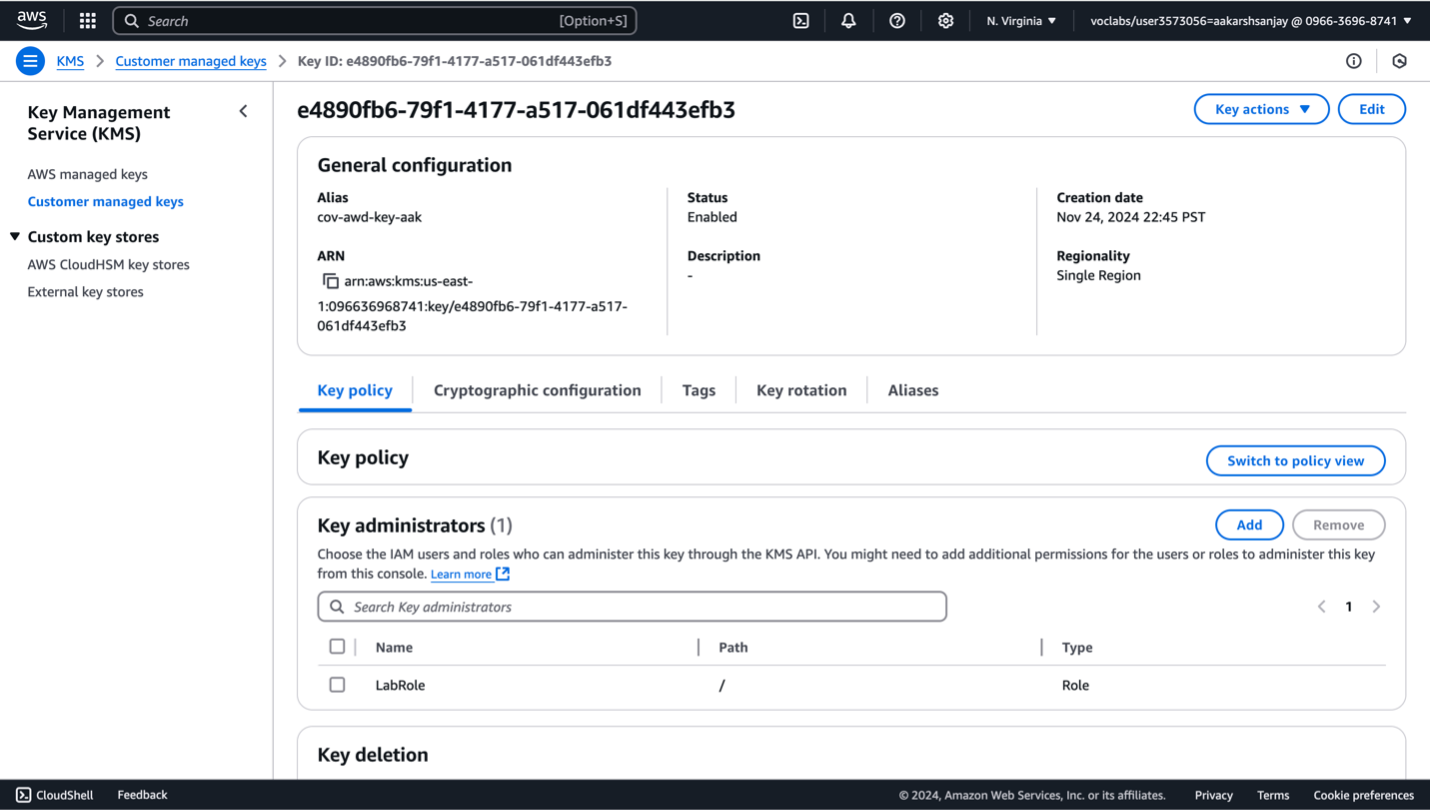 aws
Search
[Option+S]
N. Virginia ▼
voclabs/user3573056=aakarshsanjay @ 0966-3696-8741 ▼
KMS > Customer managed keys > Key ID: e4890fb6-79f1-4177-a517-061df443efb3
Key Management
Service (KMS)
AWS managed keys
Customer managed keys
Custom key stores
AWS CloudHSM key stores
External key stores
e4890fb6-79f1-4177-a517-061df443efb3
Key actions ▼
Edit
General configuration
Alias
cov-awd-key-aak
ARN
arn:aws:kms:us-east-
1:096636968741:key/e4890fb6-79f1-4177-a517-
061df443efb3
Status
Enabled
Description
-
Creation date
Nov 24, 2024 22:45 PST
Regionality
Single Region
Key policy
Cryptographic configuration
Tags
Key rotation
Aliases
Key policy
Switch to policy view
Key administrators (1)
Add
Remove
Choose the IAM users and roles who can administer this key through the KMS API. You might need to add additional permissions for the users or roles to administer this key
from this console. Learn more
Search Key administrators
< 1 >
Name
Path
Type
LabRole
/
Role
Key deletion
CloudShell
Feedback
© 2024, Amazon Web Services, Inc. or its affiliates.
Privacy
Terms
Cookie preferences